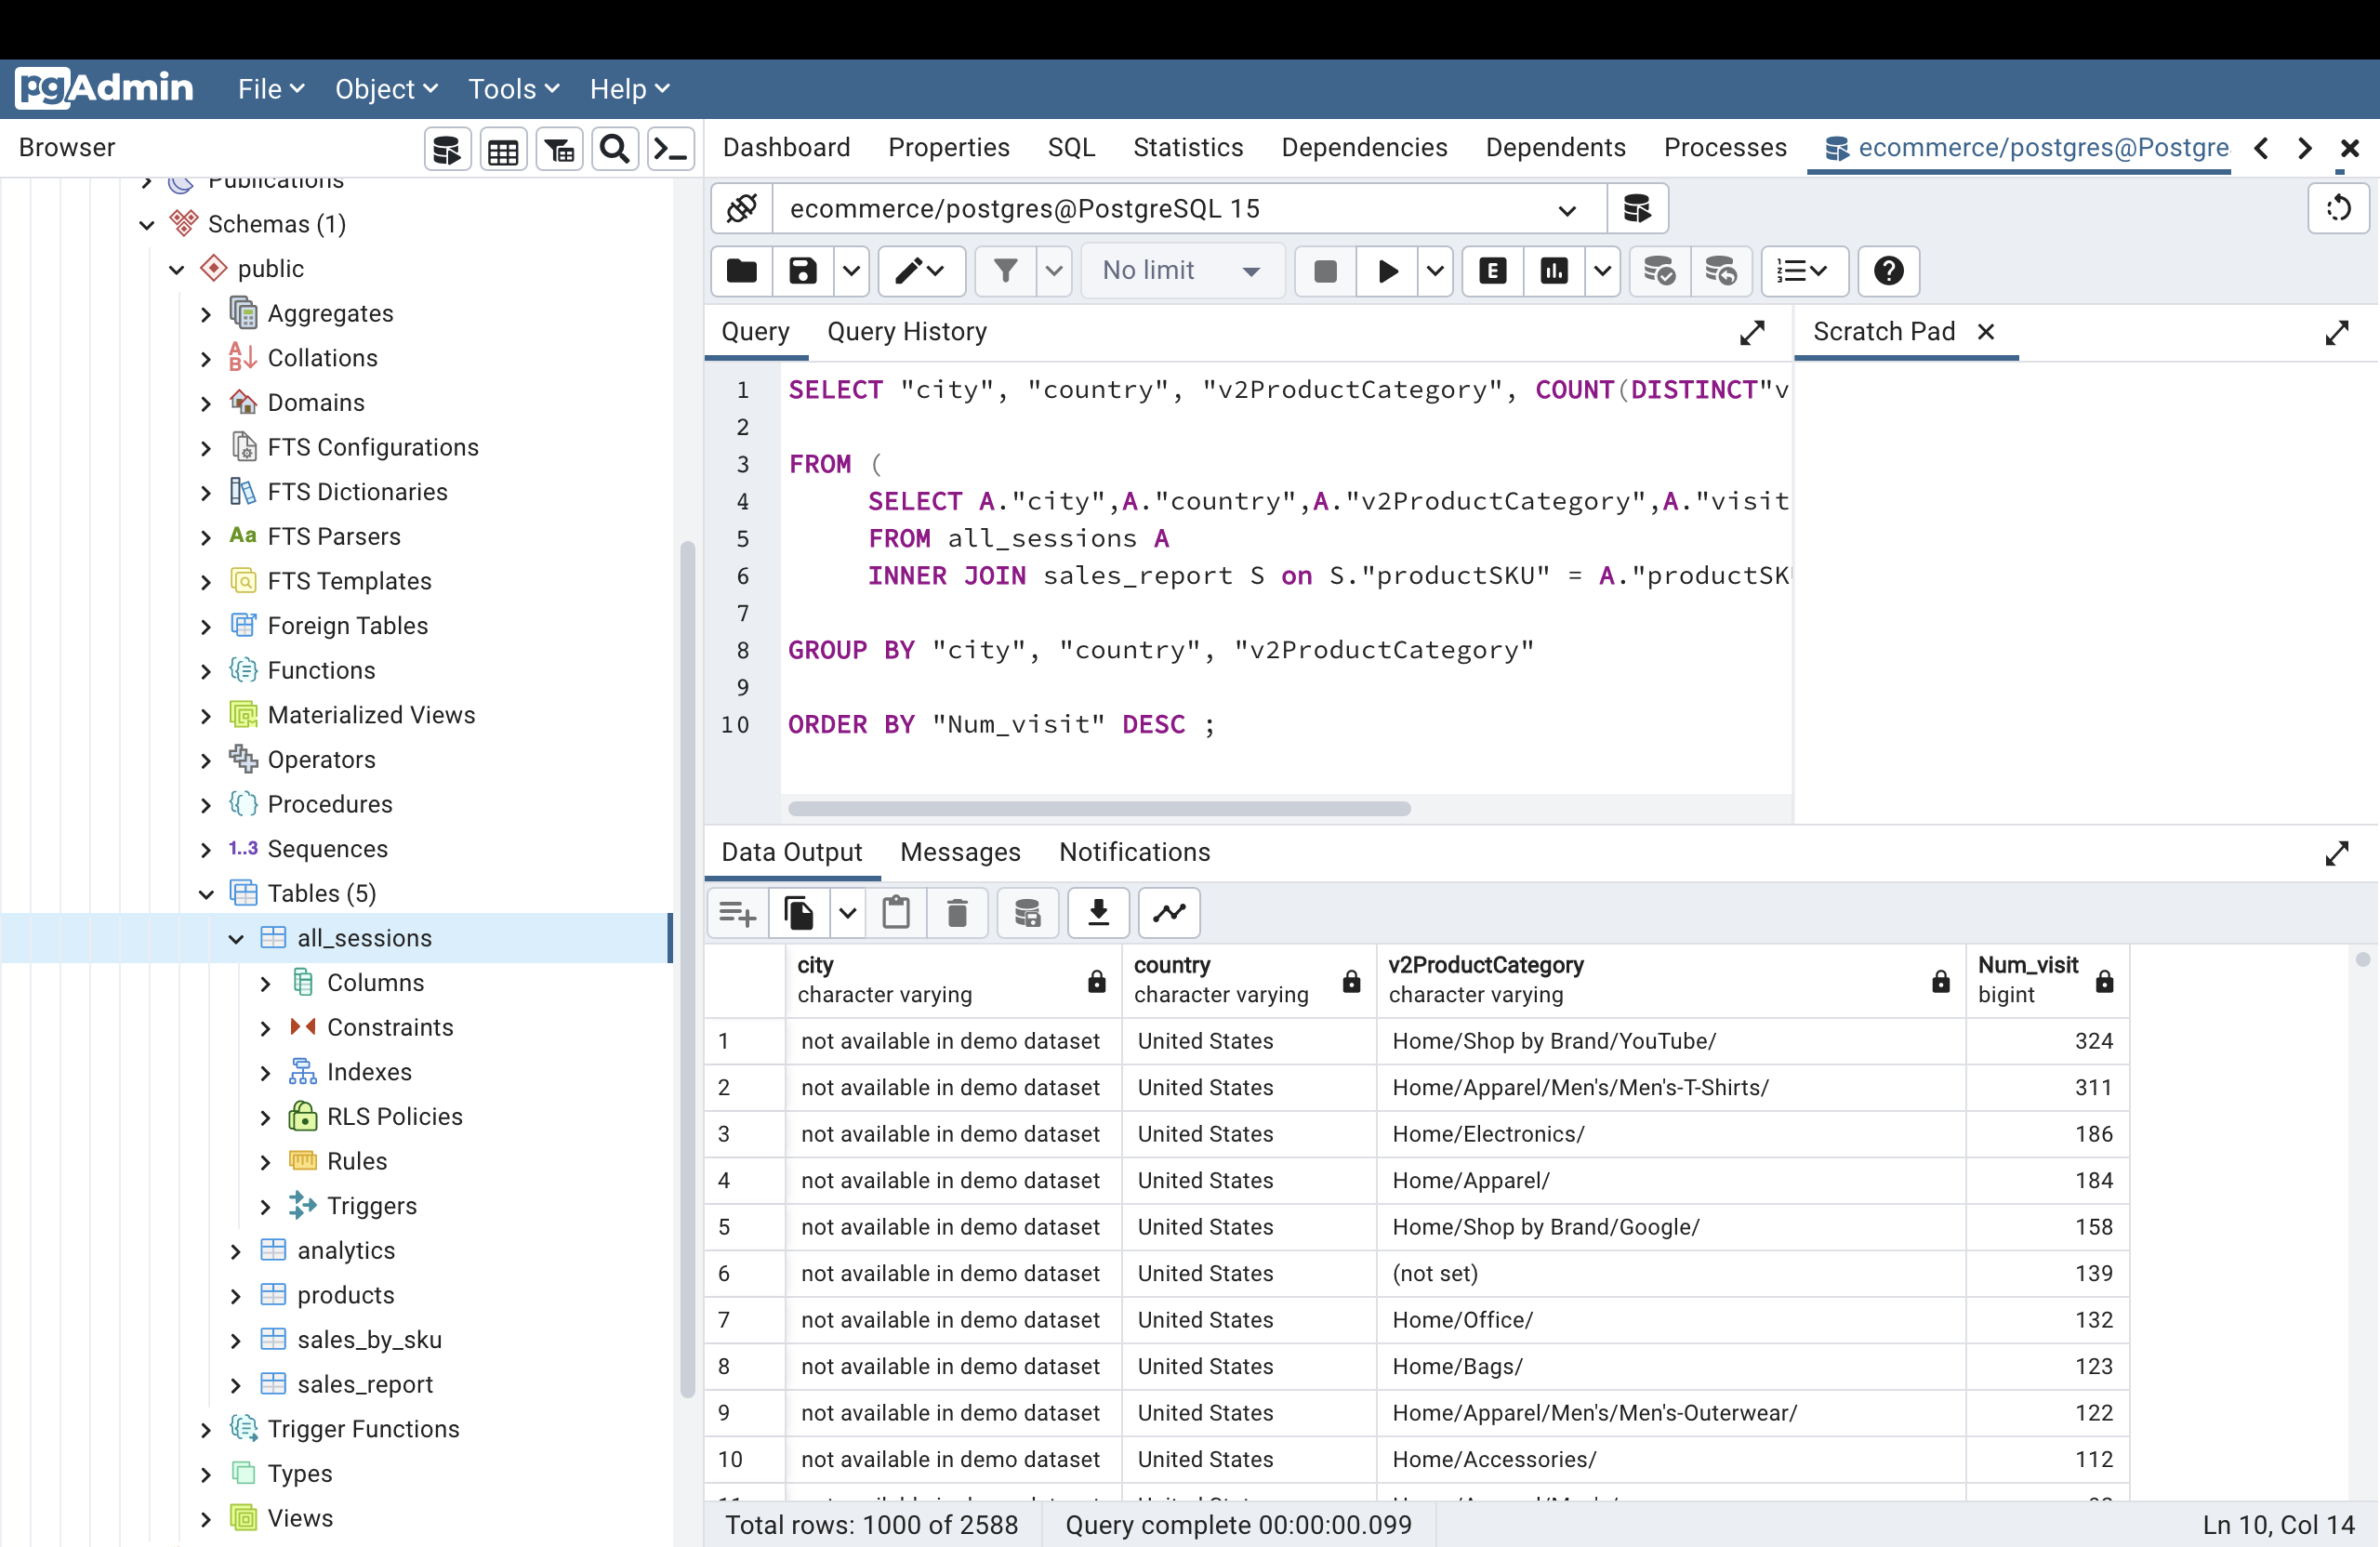 pgAdmin File Object Tools Help
Browser
Dashboard Properties SQL Statistics Dependencies Dependents Processes ecommerce/postgres@Postgre
Publications
Schemas (1)
public
Aggregates
Collations
Domains
FTS Configurations
FTS Dictionaries
Aa FTS Parsers
FTS Templates
Foreign Tables
Functions
Materialized Views
Operators
Procedures
1..3 Sequences
Tables (5)
all_sessions
Columns
Constraints
Indexes
RLS Policies
Rules
Triggers
analytics
products
sales_by_sku
sales_report
Trigger Functions
Types
Views
ecommerce/postgres@PostgreSQL 15
No limit
E
Query Query History
Scratch Pad
1 SELECT "city", "country", "v2ProductCategory", COUNT(DISTINCT"v
2
3 FROM (
4 SELECT A."city",A."country",A."v2ProductCategory",A."visit
5 FROM all_sessions A
6 INNER JOIN sales_report S on S."productSKU" = A."productSK
7
8 GROUP BY "city", "country", "v2ProductCategory"
9
10 ORDER BY "Num_visit" DESC ;
Data Output Messages Notifications
city country v2ProductCategory Num_visit
character varying character varying character varying bigint
1 not available in demo dataset United States Home/Shop by Brand/YouTube/ 324
2 not available in demo dataset United States Home/Apparel/Men's/Men's-T-Shirts/ 311
3 not available in demo dataset United States Home/Electronics/ 186
4 not available in demo dataset United States Home/Apparel/ 184
5 not available in demo dataset United States Home/Shop by Brand/Google/ 158
6 not available in demo dataset United States (not set) 139
7 not available in demo dataset United States Home/Office/ 132
8 not available in demo dataset United States Home/Bags/ 123
9 not available in demo dataset United States Home/Apparel/Men's/Men's-Outerwear/ 122
10 not available in demo dataset United States Home/Accessories/ 112
Total rows: 1000 of 2588 Query complete 00:00:00.099 Ln 10, Col 14